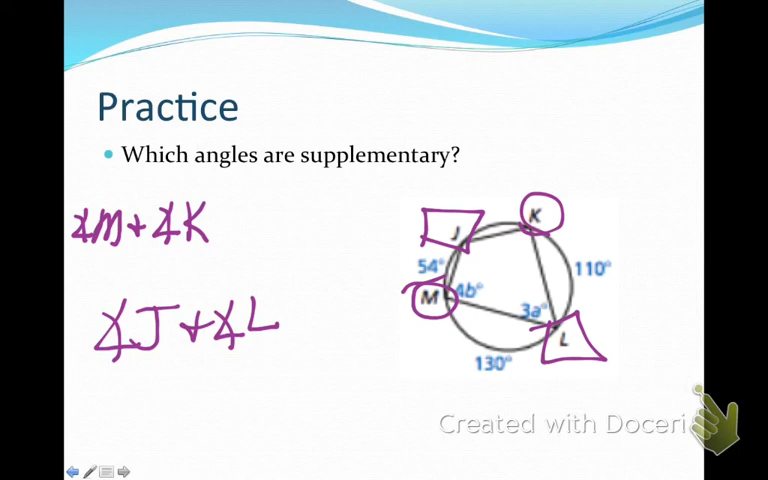 Practice
• Which angles are supplementary?
∡M + ∡K
∡J + ∡L
K
J
54°
110°
M
4b°
3a°
L
130°
Created with Doceri